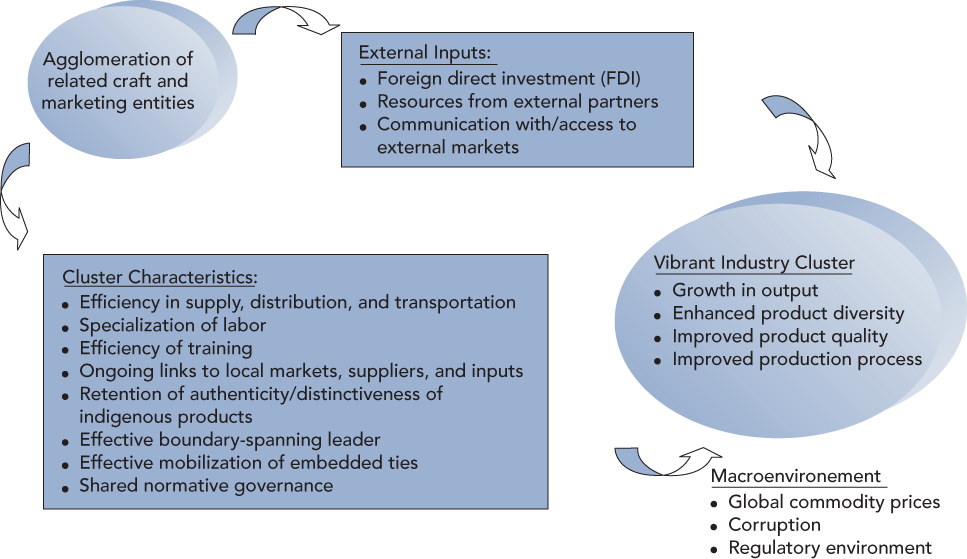 Agglomeration of
related craft and
marketing entities
External Inputs:
• Foreign direct investment (FDI)
• Resources from external partners
• Communication with/access to
external markets
Cluster Characteristics:
• Efficiency in supply, distribution, and transportation
• Specialization of labor
• Efficiency of training
• Ongoing links to local markets, suppliers, and inputs
• Retention of authenticity/distinctiveness of
indigenous products
• Effective boundary-spanning leader
• Effective mobilization of embedded ties
• Shared normative governance
Vibrant Industry Cluster
• Growth in output
• Enhanced product diversity
• Improved product quality
• Improved production process
Macroenvironement
• Global commodity prices
• Corruption
• Regulatory environment